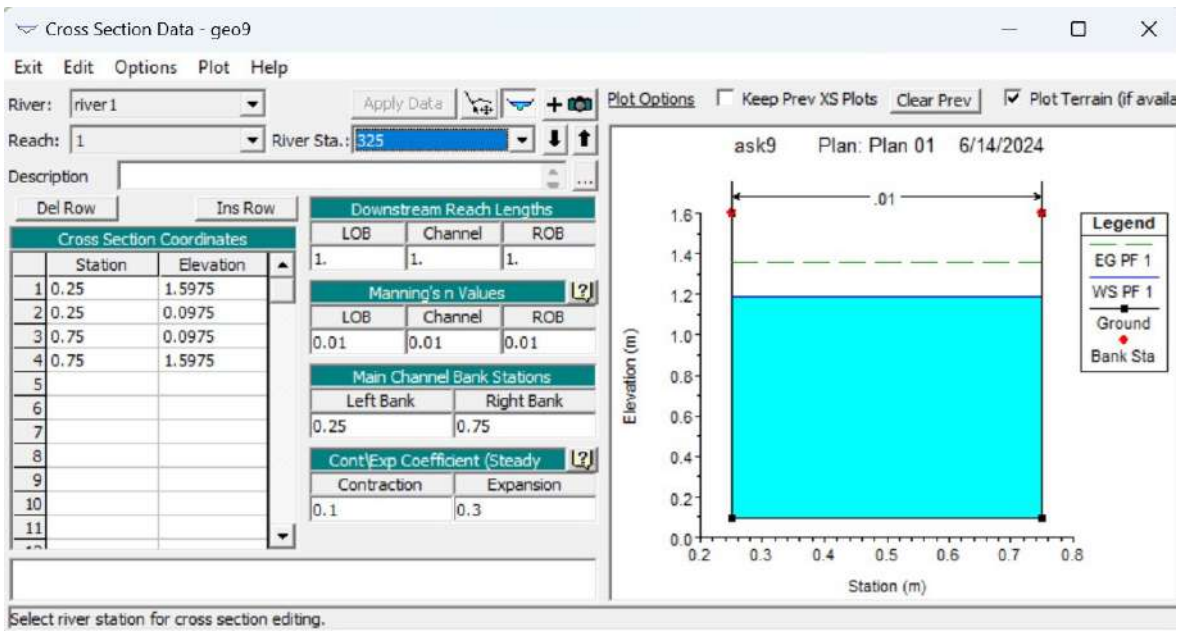 Cross Section Data - geo9
Exit Edit Options Plot Help
River: river1 Apply Data
Reach: 1 River Sta.: 325
Description ...
Del Row Ins Row
Cross Section Coordinates
Station Elevation
1 0.25 1.5975
2 0.25 0.0975
3 0.75 0.0975
4 0.75 1.5975
5
6
7
8
9
10
11
Downstream Reach Lengths
LOB Channel ROB
1. 1. 1.
Manning's n Values
LOB Channel ROB
0.01 0.01 0.01
Main Channel Bank Stations
Left Bank Right Bank
0.25 0.75
Cont\Exp Coefficient (Steady
Contraction Expansion
0.1 0.3
Plot Options Keep Prev XS Plots Clear Prev Plot Terrain (if availa
ask9 Plan: Plan 01 6/14/2024
.01
1.6
1.4
1.2
1.0
0.8
0.6
0.4
0.2
0.0
Elevation (m)
0.2 0.3 0.4 0.5 0.6 0.7 0.8
Station (m)
Legend
EG PF 1
WS PF 1
Ground
Bank Sta
Select river station for cross section editing.